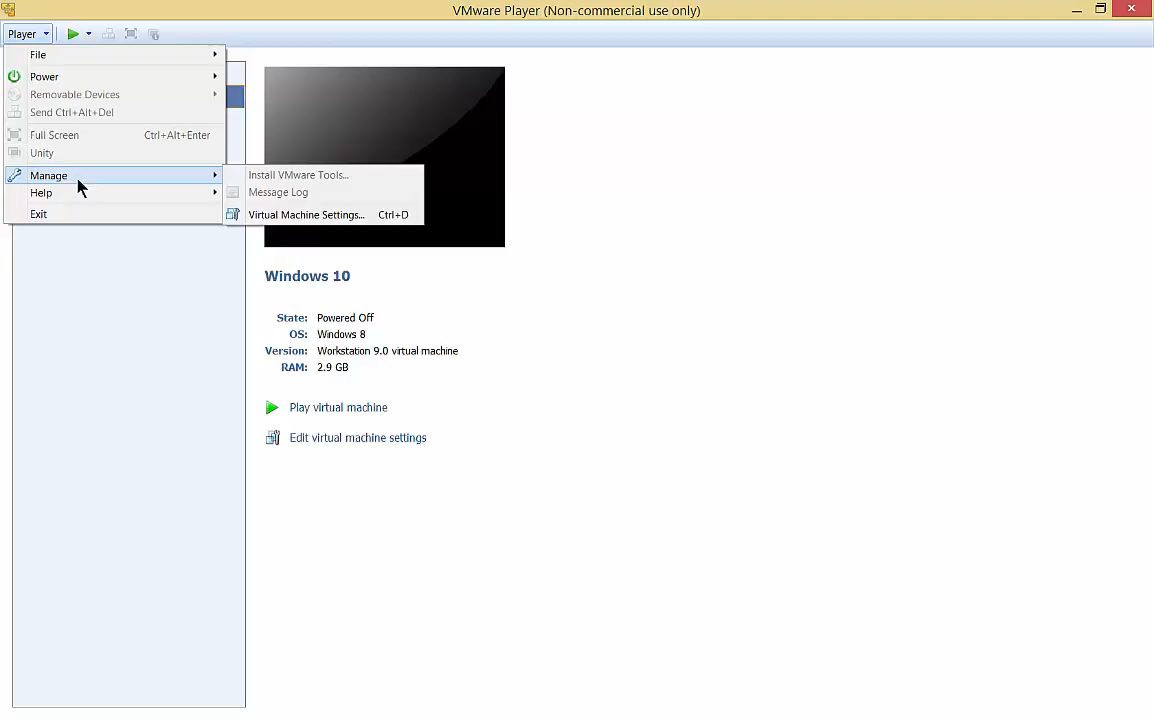 VMware Player (Non-commercial use only)
Player
File
Power
Removable Devices
Send Ctrl+Alt+Del
Full Screen Ctrl+Alt+Enter
Unity
Manage
Help
Exit
Install VMware Tools...
Message Log
Virtual Machine Settings... Ctrl+D
Windows 10
State: Powered Off
OS: Windows 8
Version: Workstation 9.0 virtual machine
RAM: 2.9 GB
Play virtual machine
Edit virtual machine settings